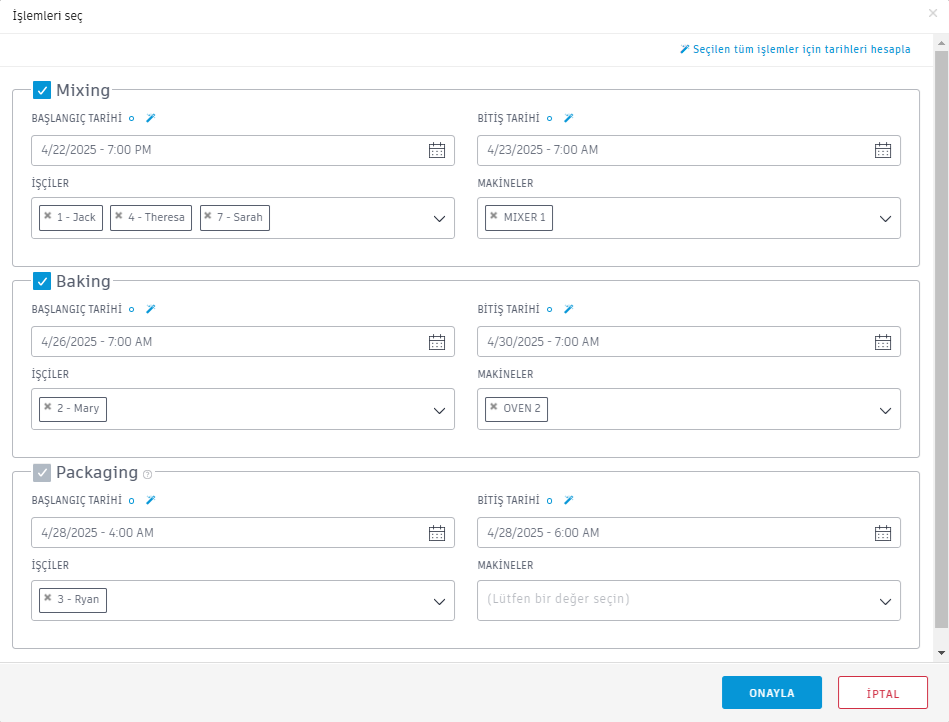 İşlemleri seç
Seçilen tüm işlemler için tarihleri hesapla
Mixing
BAŞLANGIÇ TARİHİ
BİTİŞ TARİHİ
4/22/2025 - 7:00 PM
4/23/2025 - 7:00 AM
İŞÇİLER
MAKİNELER
1 - Jack
4 - Theresa
7 - Sarah
MIXER 1
Baking
BAŞLANGIÇ TARİHİ
BİTİŞ TARİHİ
4/26/2025 - 7:00 AM
4/30/2025 - 7:00 AM
İŞÇİLER
MAKİNELER
2 - Mary
OVEN 2
Packaging
BAŞLANGIÇ TARİHİ
BİTİŞ TARİHİ
4/28/2025 - 4:00 AM
4/28/2025 - 6:00 AM
İŞÇİLER
MAKİNELER
3 - Ryan
(Lütfen bir değer seçin)
ONAYLA
İPTAL